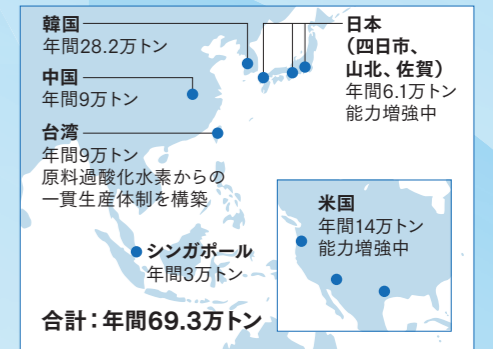 韓国
年間28.2万トン
中国
年間9万トン
台湾
年間9万トン
原料過酸化水素からの
一貫生産体制を構築
シンガポール
年間3万トン
日本
（四日市、
山北、佐賀）
年間6.1万トン
能力増強中
米国
年間14万トン
能力増強中
合計：年間69.3万トン